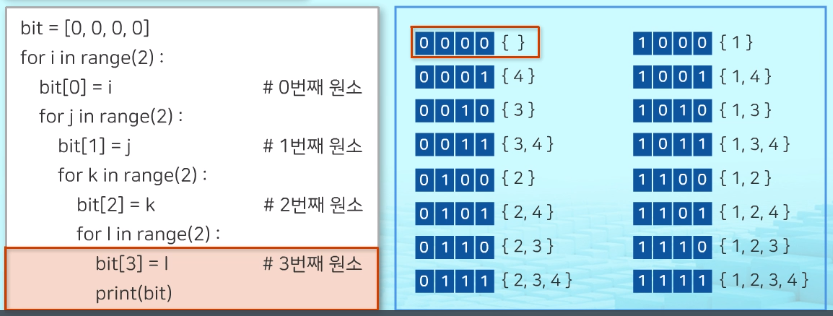 bit = [0, 0, 0, 0]
for i in range(2) :
bit[0] = i # 0번째 원소
for j in range(2) :
bit[1] = j # 1번째 원소
for k in range(2) :
bit[2] = k # 2번째 원소
for l in range(2) :
bit[3] = l # 3번째 원소
print(bit)
0 0 0 0 { }
0 0 0 1 { 4 }
0 0 1 0 { 3 }
0 0 1 1 { 3, 4 }
0 1 0 0 { 2 }
0 1 0 1 { 2, 4 }
0 1 1 0 { 2, 3 }
0 1 1 1 { 2, 3, 4 }
1 0 0 0 { 1 }
1 0 0 1 { 1, 4 }
1 0 1 0 { 1, 3 }
1 0 1 1 { 1, 3, 4 }
1 1 0 0 { 1, 2 }
1 1 0 1 { 1, 2, 4 }
1 1 1 0 { 1, 2, 3 }
1 1 1 1 { 1, 2, 3, 4 }